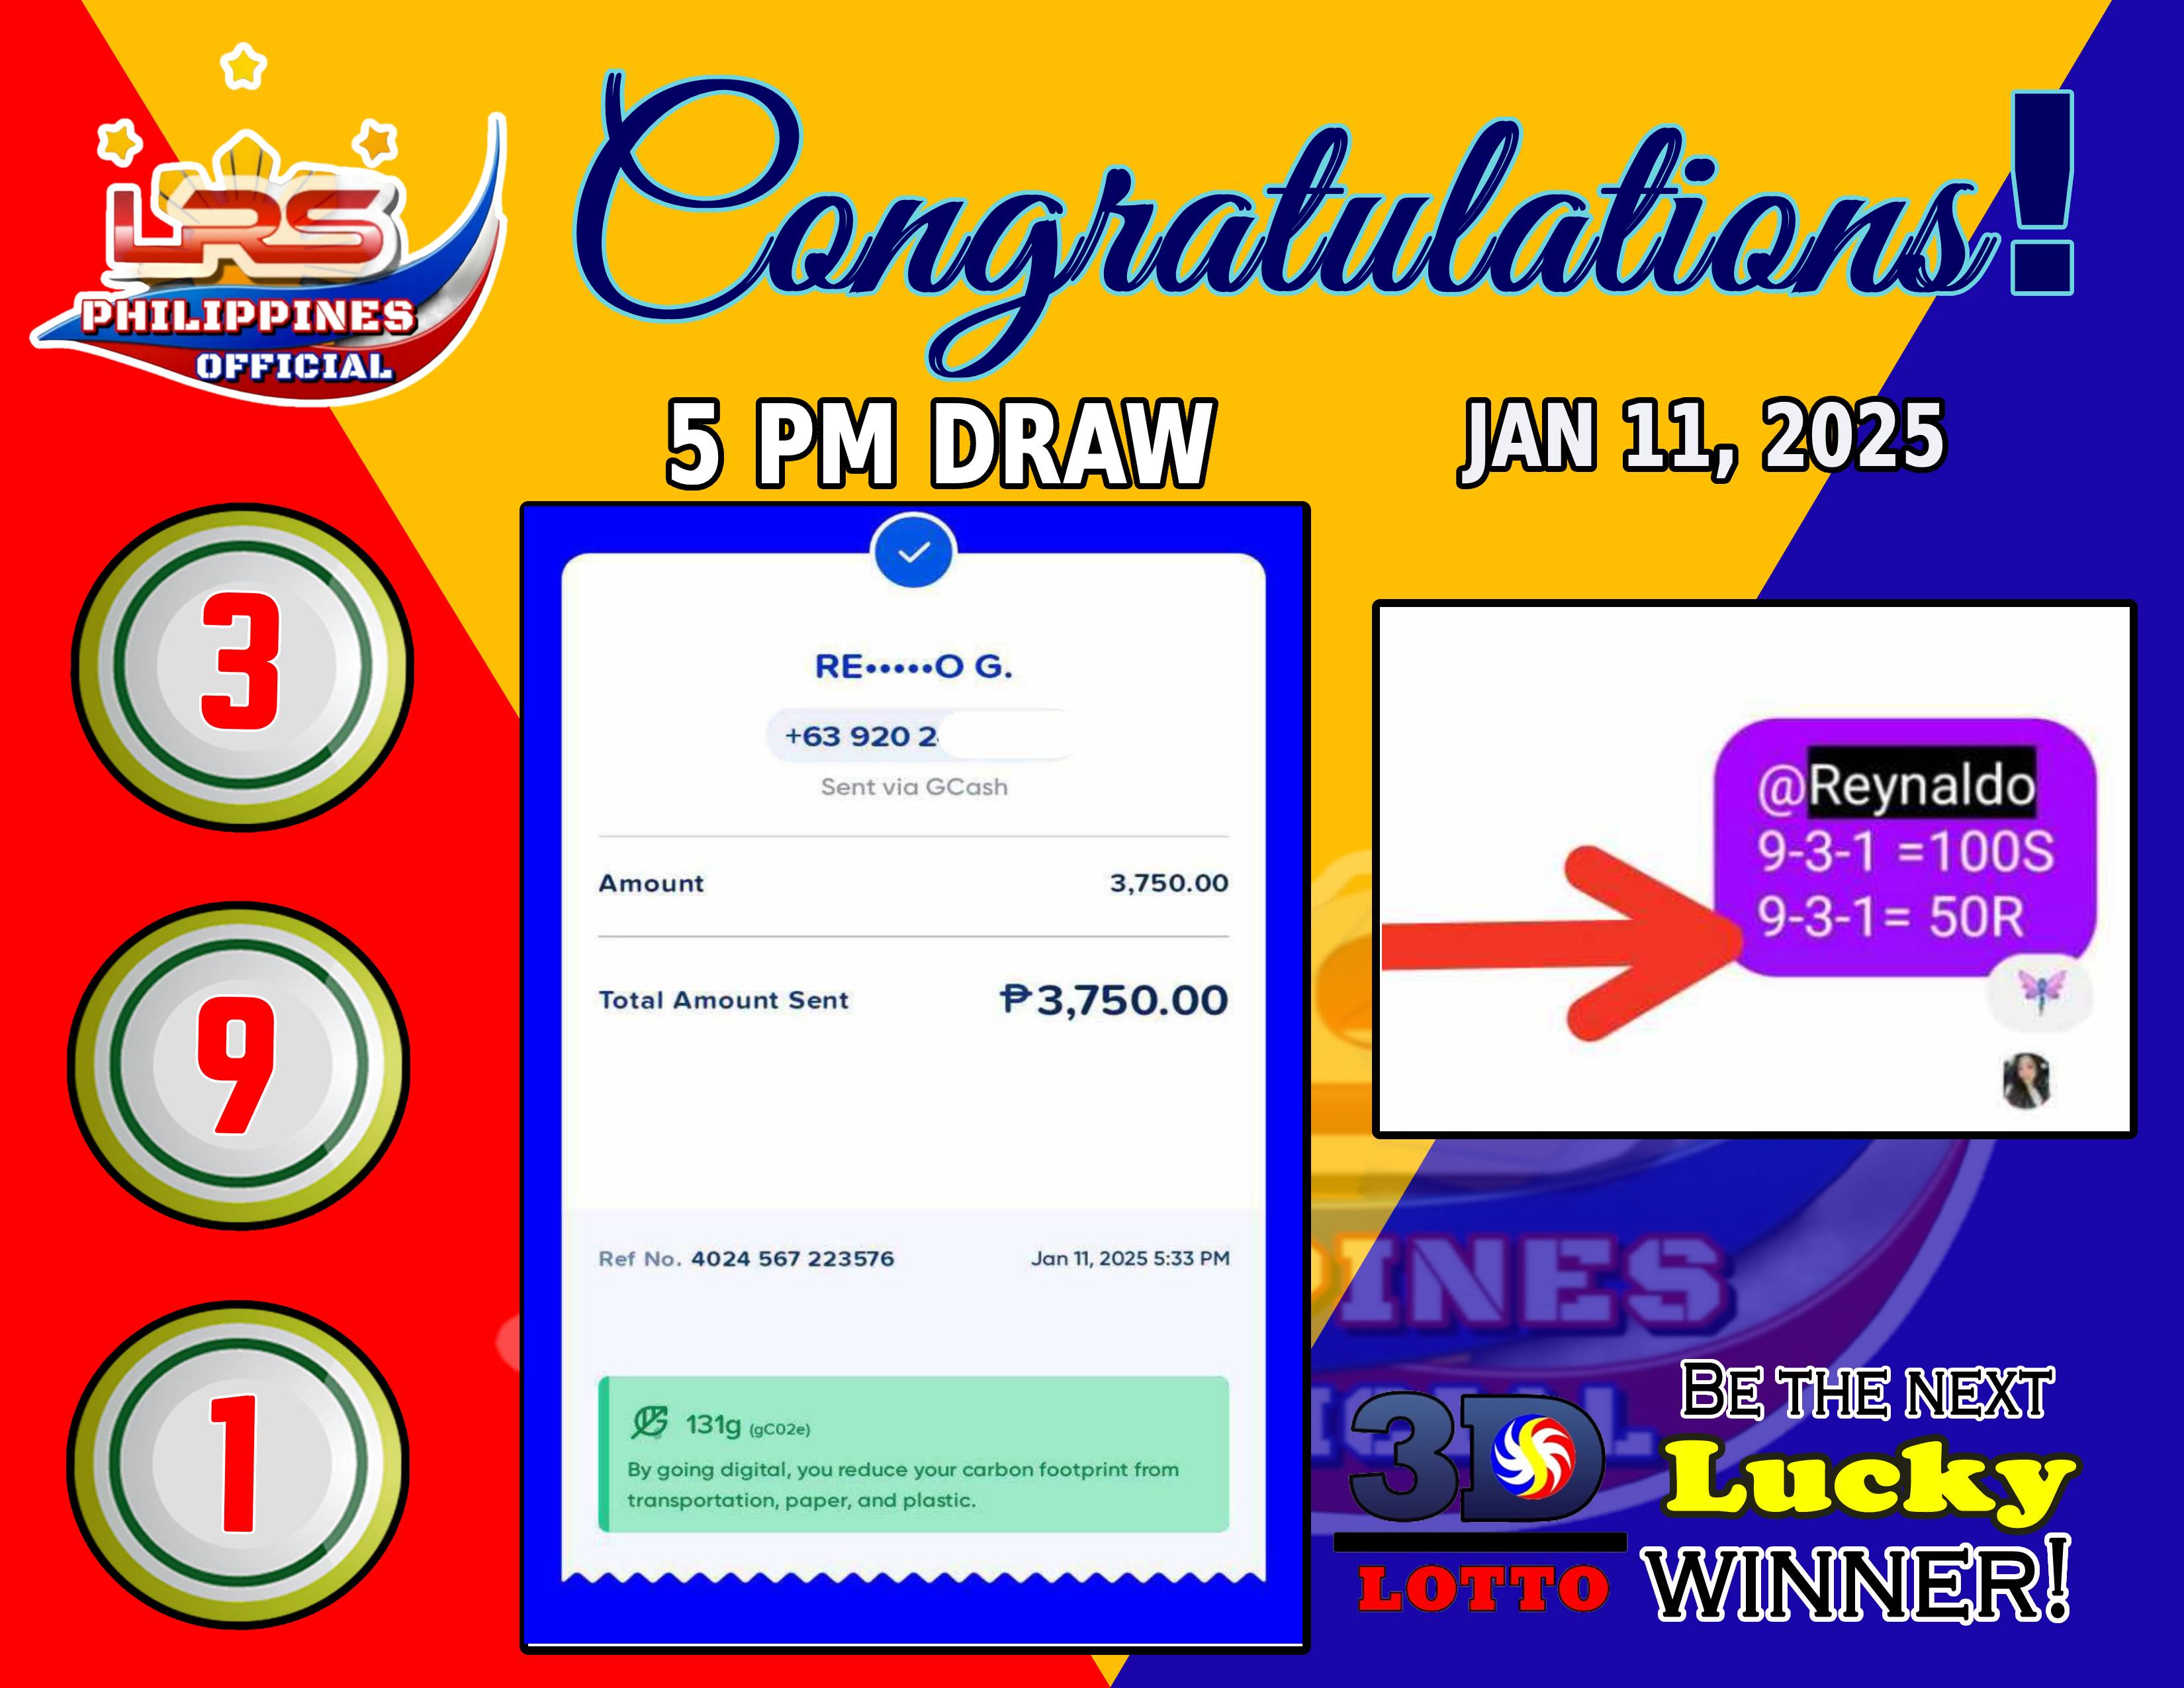 LRS
PHILIPPINES
OFFICIAL
Congratulations!
5 PM DRAW
JAN 11, 2025
3
9
1
RE•••••O G.
+63 920 2
Sent via GCash
Amount 3,750.00
Total Amount Sent ₱3,750.00
Ref No. 4024 567 223576 Jan 11, 2025 5:33 PM
131g (gC02e)
By going digital, you reduce your carbon footprint from
transportation, paper, and plastic.
@Reynaldo
9-3-1 =100S
9-3-1= 50R
PINES
CIAL
3D
LOTTO
BE THE NEXT
Lucky
WINNER!